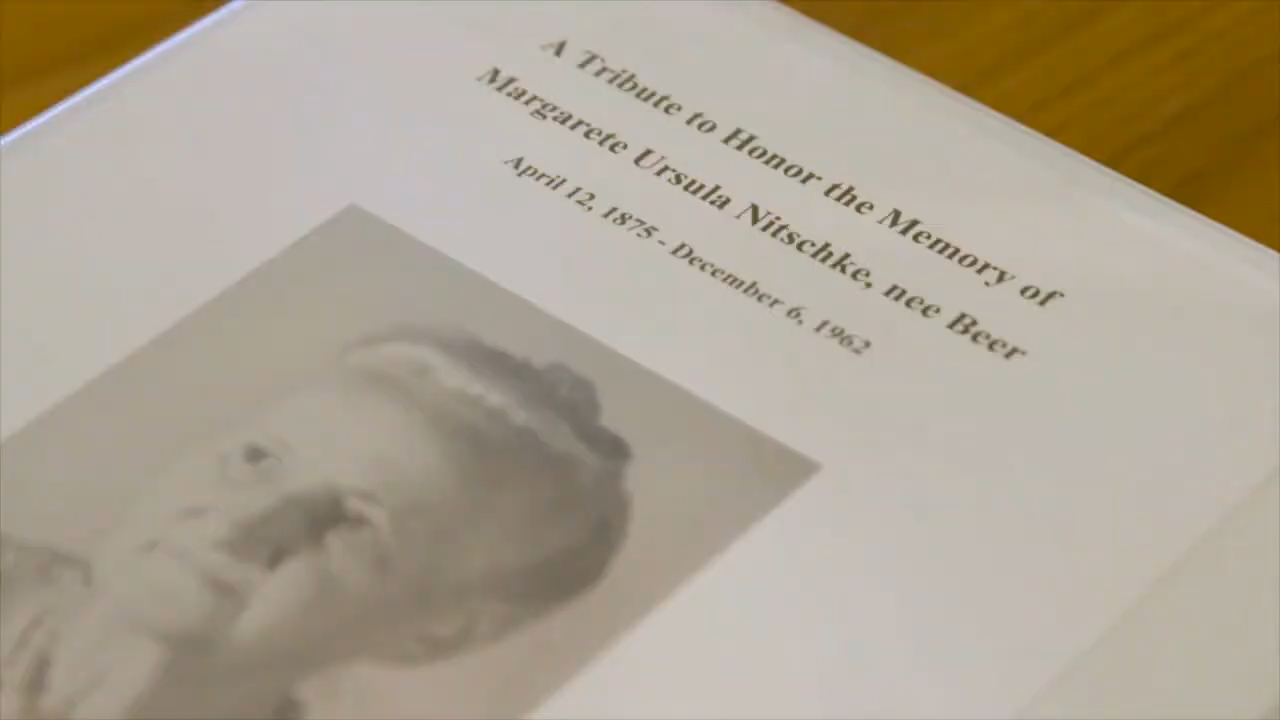 A Tribute to Honor the Memory of
Margarete Ursula Nitschke, nee Beer
April 12, 1875 - December 6, 1962